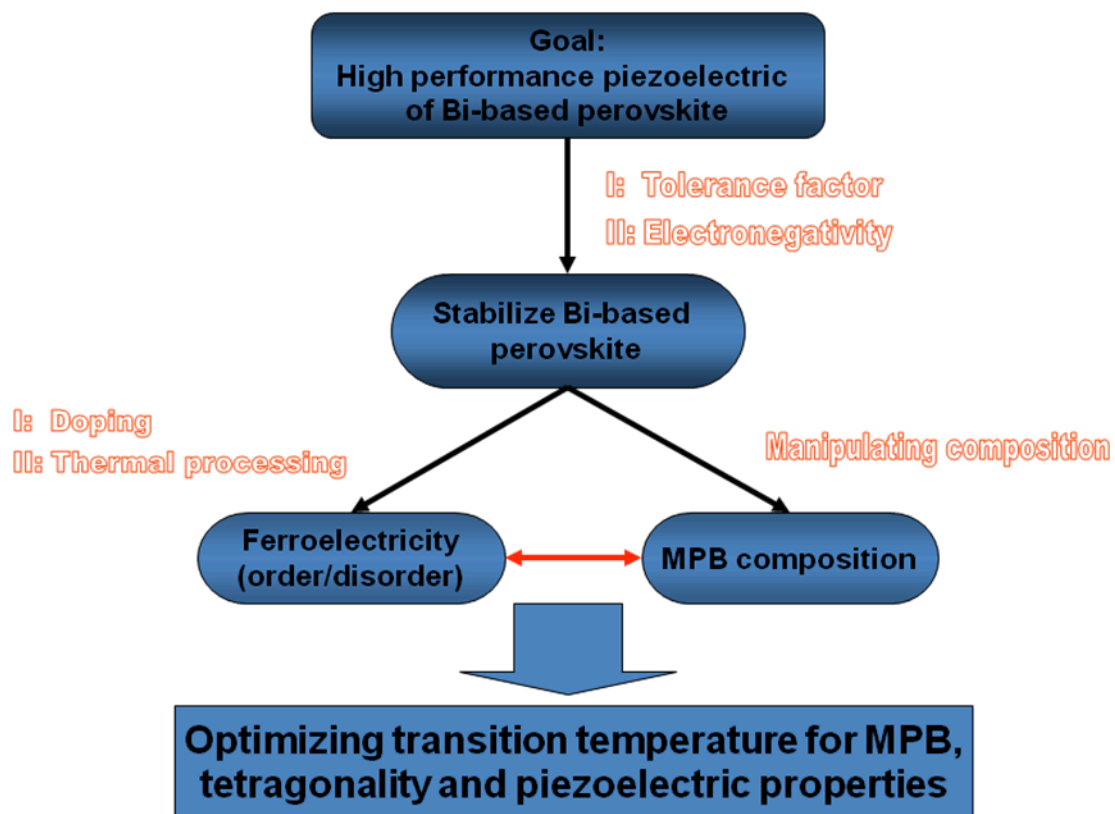 Goal:
High performance piezoelectric
of Bi-based perovskite
I: Tolerance factor
II: Electronegativity
Stabilize Bi-based
perovskite
I: Doping
II: Thermal processing
Manipulating composition
Ferroelectricity
(order/disorder)
MPB composition
Optimizing transition temperature for MPB,
tetragonality and piezoelectric properties